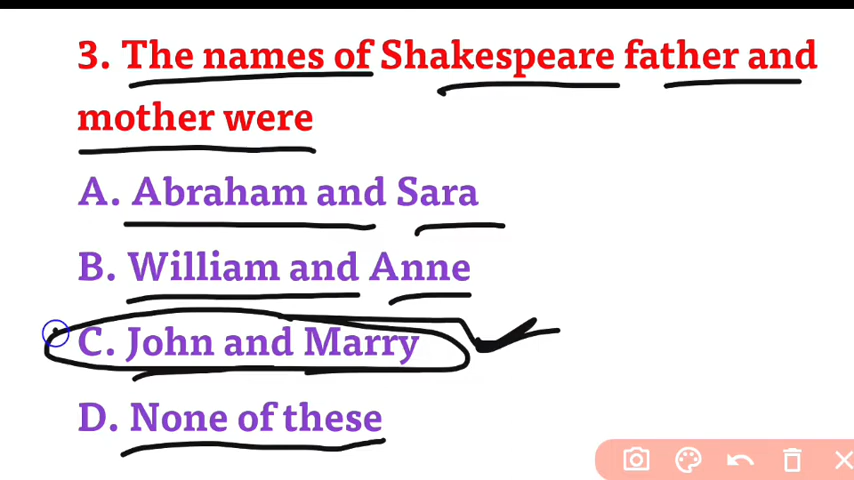 3. The names of Shakespeare father and
mother were
A. Abraham and Sara
B. William and Anne
C. John and Marry
D. None of these